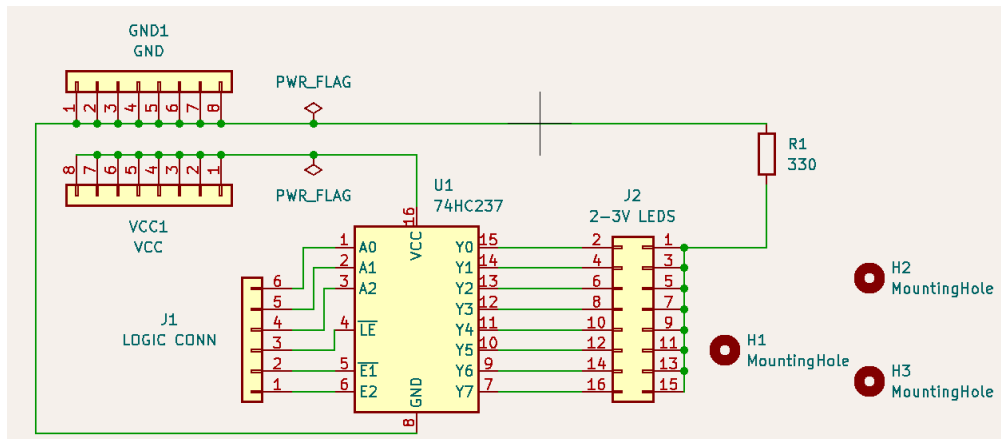 GND1
GND
PWR_FLAG
1 2 3 4 5 6 7 8
R1
330
8 7 6 5 4 3 2 1
PWR_FLAG
VCC1
VCC
U1
74HC237
J2
2-3V LEDS
16
VCC
1 A0 Y0 15 2 1
2 A1 Y1 14 4 3
3 A2 Y2 13 6 5
Y3 12 8 7
4 LE Y4 11 10 9
Y5 10 12 11
5 E1 Y6 9 14 13
6 E2 Y7 7 16 15
GND
8
6
5
4
3
2
1
J1
LOGIC CONN
H2
MountingHole
H1
MountingHole
H3
MountingHole